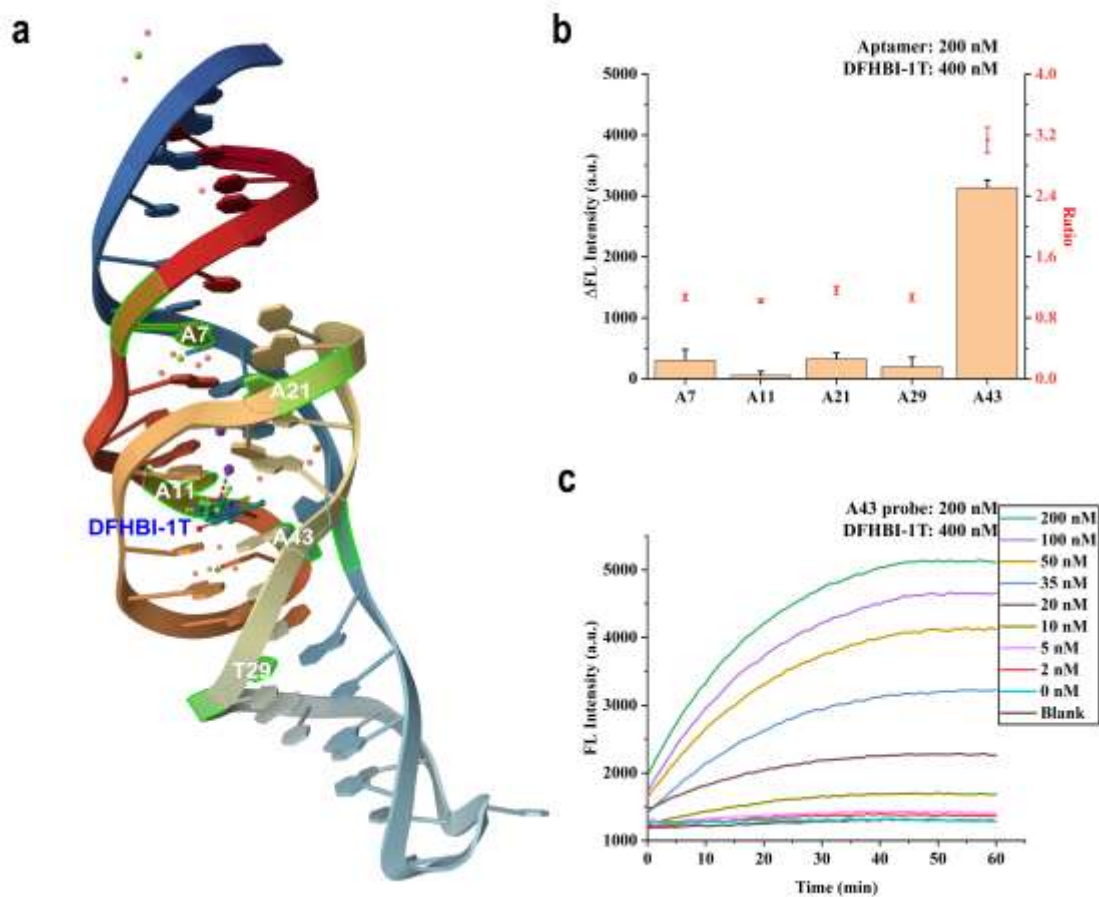 a
A7
A21
A11
DFHBI-1T
A43
T29
b
Aptamer: 200 nM
DFHBI-1T: 400 nM
5000
4000
3000
2000
1000
0
ΔFL Intensity (a.u.)
4.0
3.2
2.4
1.6
0.8
0.0
Ratio
A7 A11 A21 A29 A43
c
A43 probe: 200 nM
DFHBI-1T: 400 nM
200 nM
100 nM
50 nM
35 nM
20 nM
10 nM
5 nM
2 nM
0 nM
Blank
5000
4000
3000
2000
1000
FL Intensity (a.u.)
0 10 20 30 40 50 60
Time (min)